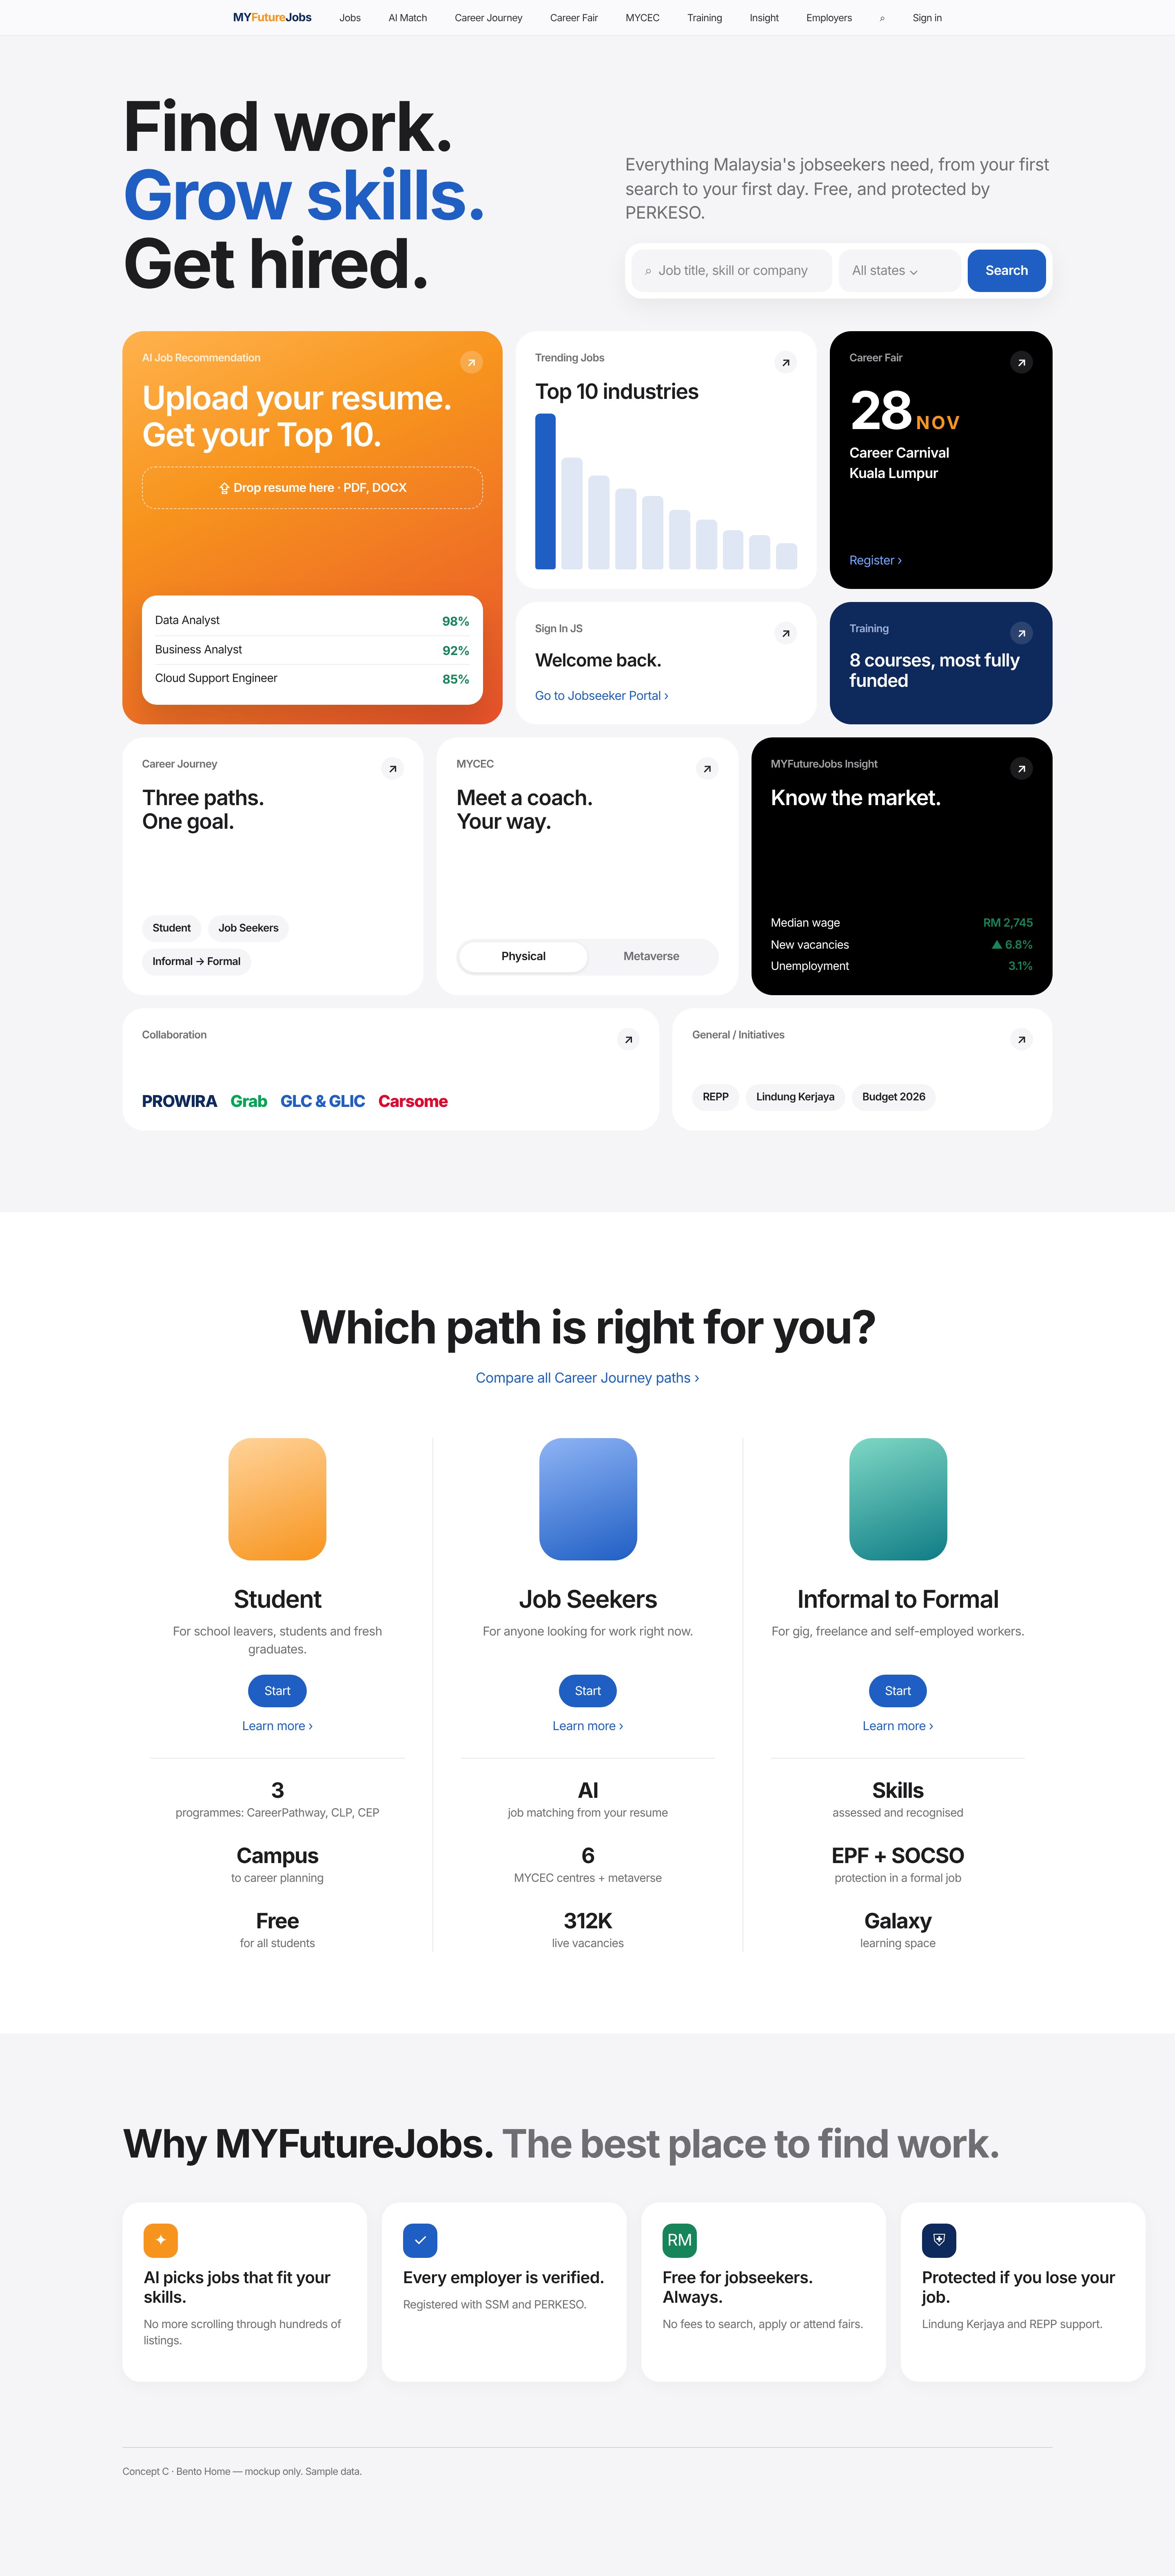 MYFutureJobs Jobs AI Match Career Journey Career Fair MYCEC Training Insight Employers Sign in
Find work.
Grow skills.
Get hired.
Everything Malaysia's jobseekers need, from your first
search to your first day. Free, and protected by
PERKESO.
Job title, skill or company
All states
Search
AI Job Recommendation
Upload your resume.
Get your Top 10.
⇪ Drop resume here · PDF, DOCX
Data Analyst 98%
Business Analyst 92%
Cloud Support Engineer 85%
Trending Jobs
Top 10 industries
Career Fair
28 NOV
Career Carnival
Kuala Lumpur
Register ›
Sign In JS
Welcome back.
Go to Jobseeker Portal ›
Training
8 courses, most fully
funded
Career Journey
Three paths.
One goal.
Student
Job Seekers
Informal → Formal
MYCEC
Meet a coach.
Your way.
Physical
Metaverse
MYFutureJobs Insight
Know the market.
Median wage RM 2,745
New vacancies ▲ 6.8%
Unemployment 3.1%
Collaboration
PROWIRA Grab GLC & GLIC Carsome
General / Initiatives
REPP
Lindung Kerjaya
Budget 2026
Which path is right for you?
Compare all Career Journey paths ›
Student
For school leavers, students and fresh
graduates.
Start
Learn more ›
3
programmes: CareerPathway, CLP, CEP
Campus
to career planning
Free
for all students
Job Seekers
For anyone looking for work right now.
Start
Learn more ›
AI
job matching from your resume
6
MYCEC centres + metaverse
312K
live vacancies
Informal to Formal
For gig, freelance and self-employed workers.
Start
Learn more ›
Skills
assessed and recognised
EPF + SOCSO
protection in a formal job
Galaxy
learning space
Why MYFutureJobs. The best place to find work.
AI picks jobs that fit your
skills.
No more scrolling through hundreds of
listings.
Every employer is verified.
Registered with SSM and PERKESO.
RM
Free for jobseekers.
Always.
No fees to search, apply or attend fairs.
Protected if you lose your
job.
Lindung Kerjaya and REPP support.
Concept C · Bento Home — mockup only. Sample data.